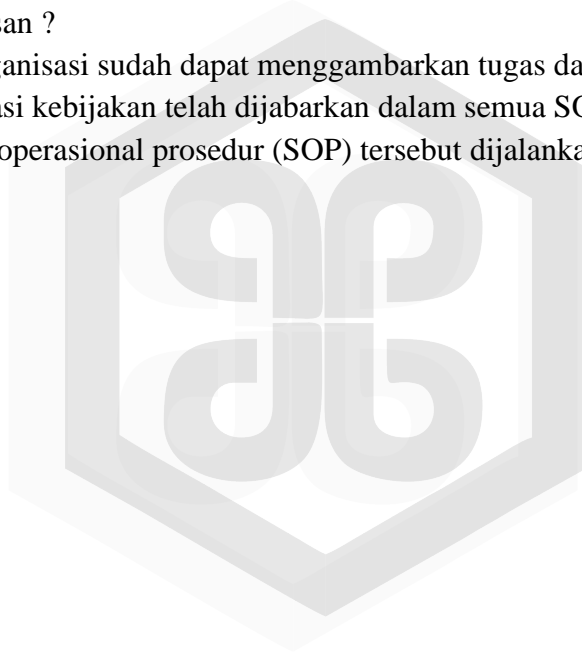 san ?
ganisasi sudah dapat menggambarkan tugas da
asi kebijakan telah dijabarkan dalam semua SO
operasional prosedur (SOP) tersebut dijalanka